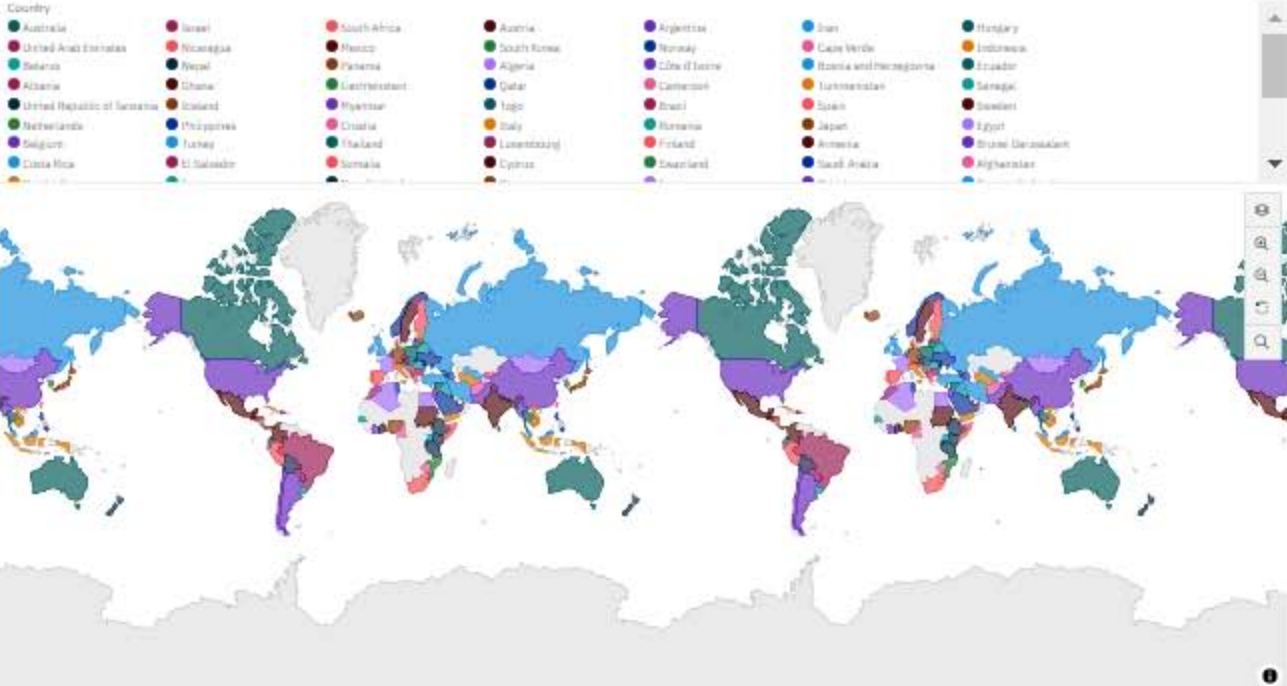 Country
Australia Israel South Africa Austria Argentina Iran Hungary
United Arab Emirates Nicaragua Mexico South Korea Norway Cape Verde Indonesia
Belarus Nepal Panama Algeria Côte d'Ivoire Bosnia and Herzegovina Ecuador
Albania Ghana Liechtenstein Qatar Cameroon Turkmenistan Senegal
United Republic of Tanzania Iceland Myanmar Togo Brazil Spain Sweden
Netherlands Philippines Croatia Italy Romania Japan Egypt
Belgium Turkey Thailand Luxembourg Finland Armenia Brunei Darussalam
Costa Rica El Salvador Somalia Cyprus Swaziland Saudi Arabia Afghanistan